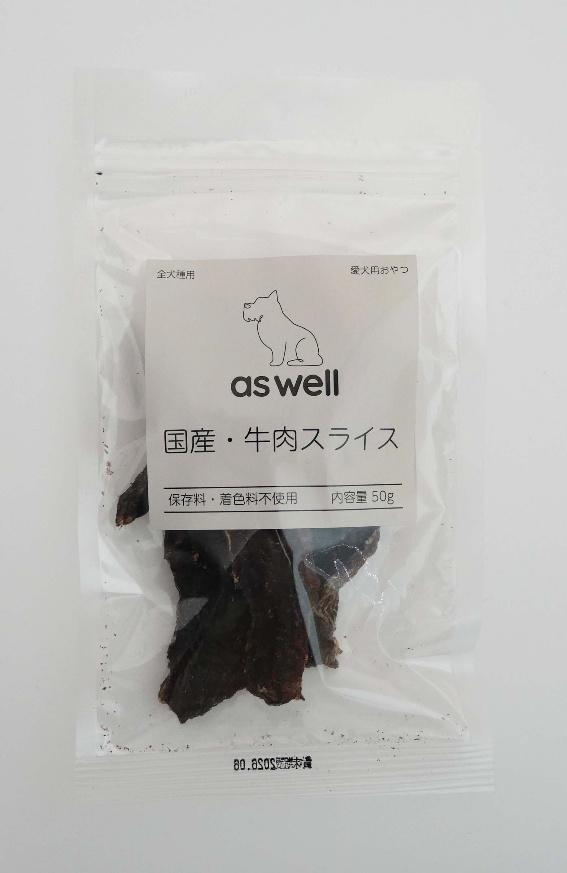 全犬種用 愛犬用おやつ
as well
国産・牛肉スライス
保存料・着色料不使用 内容量 50g
賞味期限2026.06